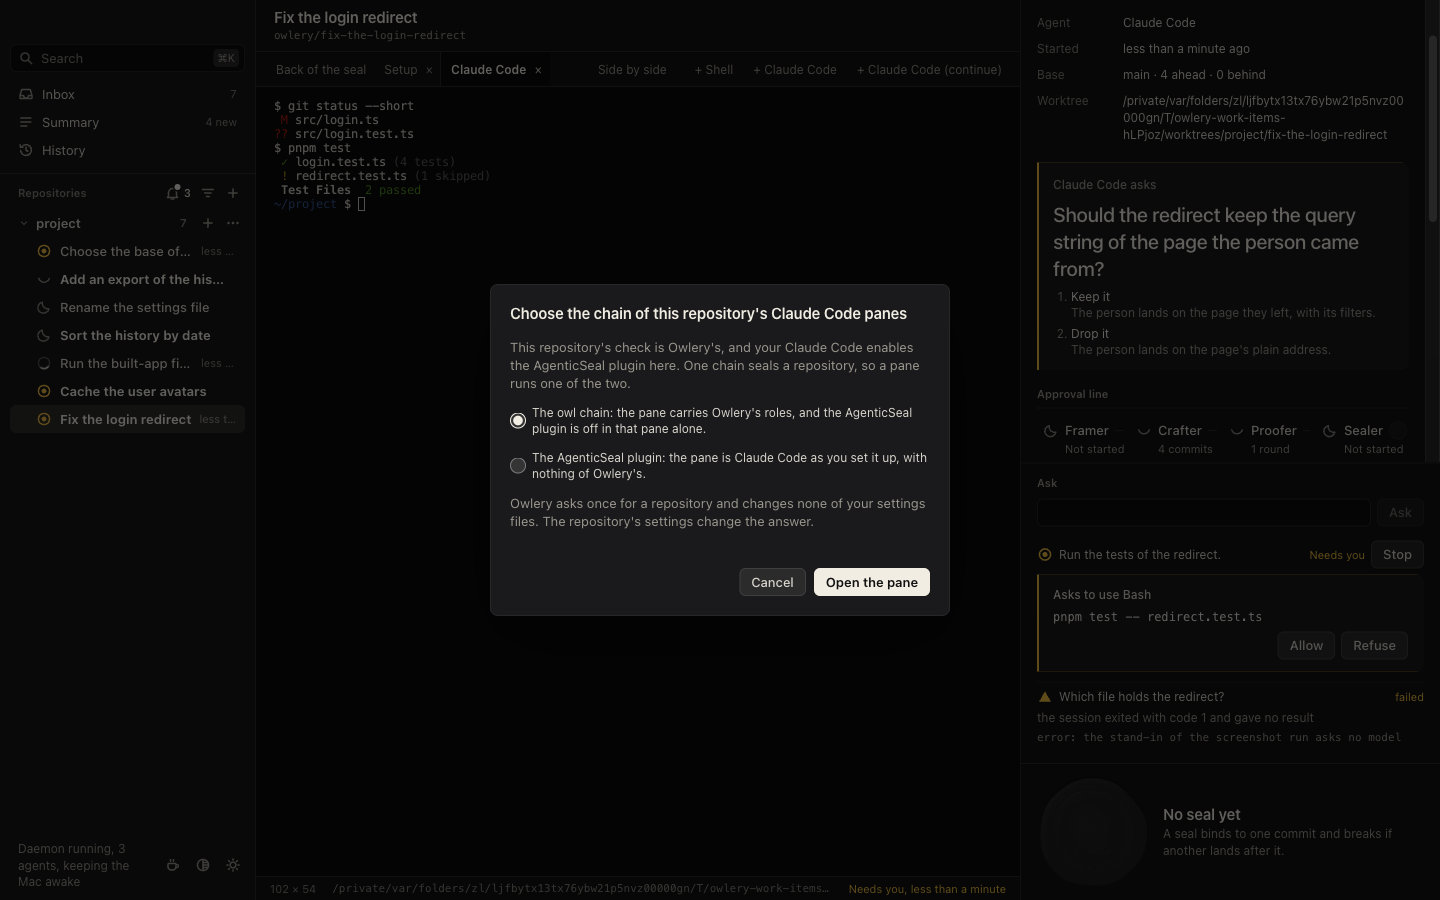 Search ⌘K
Inbox 7
Summary 4 new
History
Repositories 3
project 7
Choose the base of... less ...
Add an export of the his...
Rename the settings file
Sort the history by date
Run the built-app fi... less ...
Cache the user avatars
Fix the login redirect less t...
Daemon running, 3
agents, keeping the
Mac awake
Fix the login redirect
owlery/fix-the-login-redirect
Back of the seal Setup × Claude Code × Side by side + Shell + Claude Code + Claude Code (continue)
$ git status --short
M src/login.ts
?? src/login.test.ts
$ pnpm test
✓ login.test.ts (4 tests)
! redirect.test.ts (1 skipped)
Test Files 2 passed
~/project $
Choose the chain of this repository's Claude Code panes
This repository's check is Owlery's, and your Claude Code enables
the AgenticSeal plugin here. One chain seals a repository, so a pane
runs one of the two.
The owl chain: the pane carries Owlery's roles, and the AgenticSeal
plugin is off in that pane alone.
The AgenticSeal plugin: the pane is Claude Code as you set it up, with
nothing of Owlery's.
Owlery asks once for a repository and changes none of your settings
files. The repository's settings change the answer.
Cancel Open the pane
102 × 54 /private/var/folders/zl/ljfbytx13tx76ybw21p5nvz00000gn/T/owlery-work-items… Needs you, less than a minute
Agent Claude Code
Started less than a minute ago
Base main · 4 ahead · 0 behind
Worktree /private/var/folders/zl/ljfbytx13tx76ybw21p5nvz00
000gn/T/owlery-work-items-
hLPjoz/worktrees/project/fix-the-login-redirect
Claude Code asks
Should the redirect keep the query
string of the page the person came
from?
1. Keep it
The person lands on the page they left, with its filters.
2. Drop it
The person lands on the page's plain address.
Approval line
Framer Crafter Proofer Sealer
Not started 4 commits 1 round Not started
Ask
Ask
Run the tests of the redirect. Needs you Stop
Asks to use Bash
pnpm test -- redirect.test.ts
Allow Refuse
Which file holds the redirect? failed
the session exited with code 1 and gave no result
error: the stand-in of the screenshot run asks no model
No seal yet
A seal binds to one commit and breaks if
another lands after it.